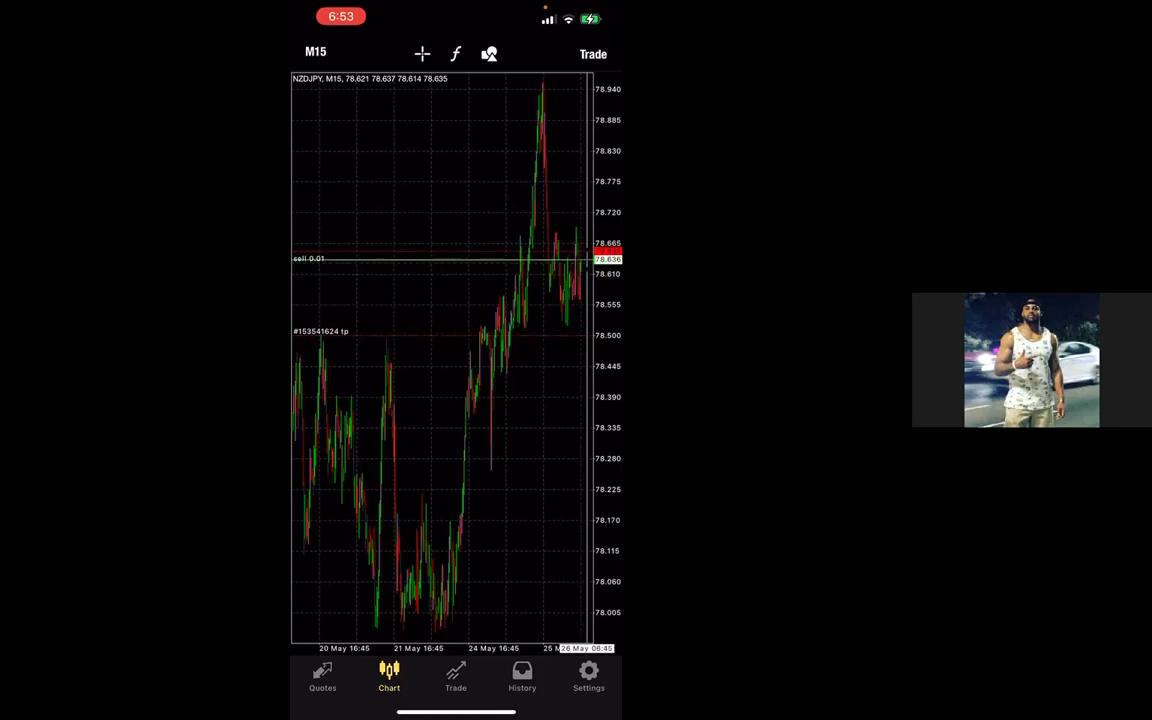 6:53
M15
f
Trade
NZDJPY, M15, 78.621 78.637 78.614 78.635
78.940
78.885
78.830
78.775
78.720
78.665
78.636
sell 0.01
78.610
78.555
#153541624 tp
78.500
78.445
78.390
78.335
78.280
78.225
78.170
78.115
78.060
78.005
20 May 16:45
21 May 16:45
24 May 16:45
25 M
26 May 06:45
Quotes
Chart
Trade
History
Settings